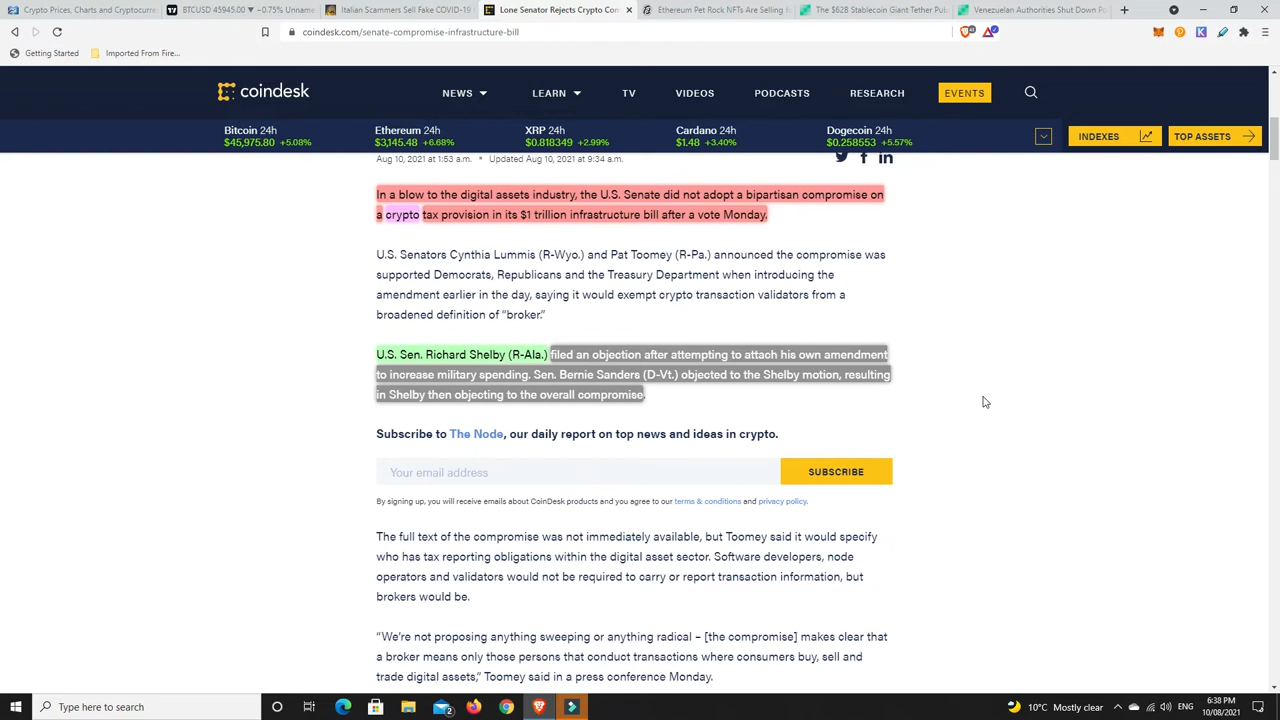 Crypto Prices, Charts and Cryptocurr
BTCUSD 45945.00 ▼ −0.75% Unname
Italian Scammers Sell Fake COVID-19
Lone Senator Rejects Crypto Com
Ethereum Pet Rock NFTs Are Selling
The $628 Stablecoin Giant Tether Pul
Venezuelan Authorities Shut Down Po
coindesk.com/senate-compromise-infrastructure-bill
Getting Started
Imported From Fire...
coindesk
NEWS
LEARN
TV
VIDEOS
PODCASTS
RESEARCH
EVENTS
Bitcoin 24h
$45,975.80 +5.08%
Ethereum 24h
$3,145.48 +6.68%
XRP 24h
$0.818349 +2.99%
Cardano 24h
$1.48 +3.40%
Dogecoin 24h
$0.258553 +5.57%
INDEXES
TOP ASSETS
Aug 10, 2021 at 1:53 a.m. • Updated Aug 10, 2021 at 9:34 a.m.
In a blow to the digital assets industry, the U.S. Senate did not adopt a bipartisan compromise on
a crypto tax provision in its $1 trillion infrastructure bill after a vote Monday.
U.S. Senators Cynthia Lummis (R-Wyo.) and Pat Toomey (R-Pa.) announced the compromise was
supported Democrats, Republicans and the Treasury Department when introducing the
amendment earlier in the day, saying it would exempt crypto transaction validators from a
broadened definition of “broker.”
U.S. Sen. Richard Shelby (R-Ala.) filed an objection after attempting to attach his own amendment
to increase military spending. Sen. Bernie Sanders (D-Vt.) objected to the Shelby motion, resulting
in Shelby then objecting to the overall compromise.
Subscribe to The Node, our daily report on top news and ideas in crypto.
Your email address
SUBSCRIBE
By signing up, you will receive emails about CoinDesk products and you agree to our terms & conditions and privacy policy.
The full text of the compromise was not immediately available, but Toomey said it would specify
who has tax reporting obligations within the digital asset sector. Software developers, node
operators and validators would not be required to carry or report transaction information, but
brokers would be.
“We’re not proposing anything sweeping or anything radical – [the compromise] makes clear that
a broker means only those persons that conduct transactions where consumers buy, sell and
trade digital assets,” Toomey said in a press conference Monday.
Type here to search
10°C Mostly clear
ENG
6:38 PM
10/08/2021